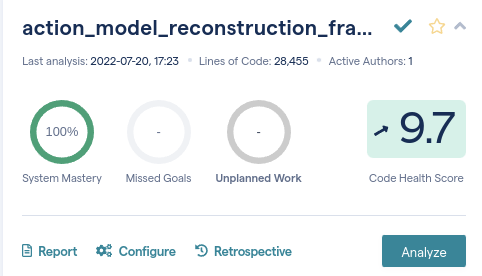 action_model_reconstruction_fra...
Last analysis: 2022-07-20, 17:23 • Lines of Code: 28,455 • Active Authors: 1
100% - - 9.7
System Mastery Missed Goals Unplanned Work Code Health Score
Report Configure Retrospective Analyze